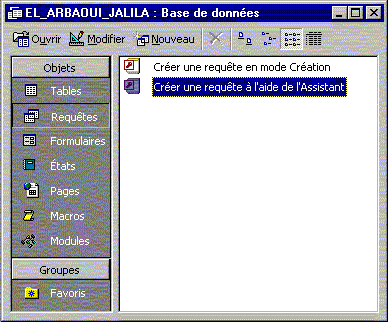 EL_ARBAOUI_JALILA : Base de données
Ouvrir Modifier Nouveau
Objets
Tables
Requêtes
Formulaires
États
Pages
Macros
Modules
Groupes
Favoris
Créer une requête en mode Création
Créer une requête à l'aide de l'Assistant